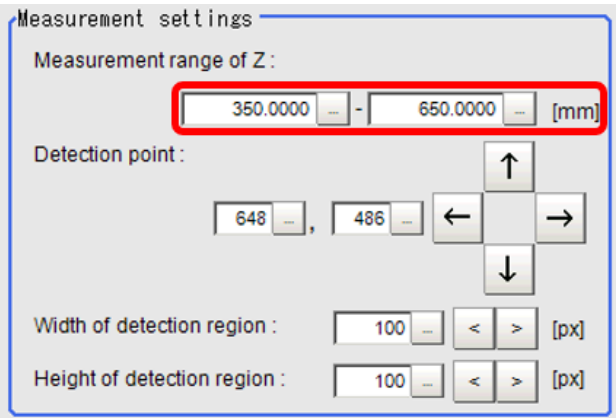 Measurement settings
Measurement range of Z :
350.0000 ... - 650.0000 ... [mm]
Detection point :
↑
648 ... , 486 ... ← →
↓
Width of detection region : 100 ... < > [px]
Height of detection region : 100 ... < > [px]